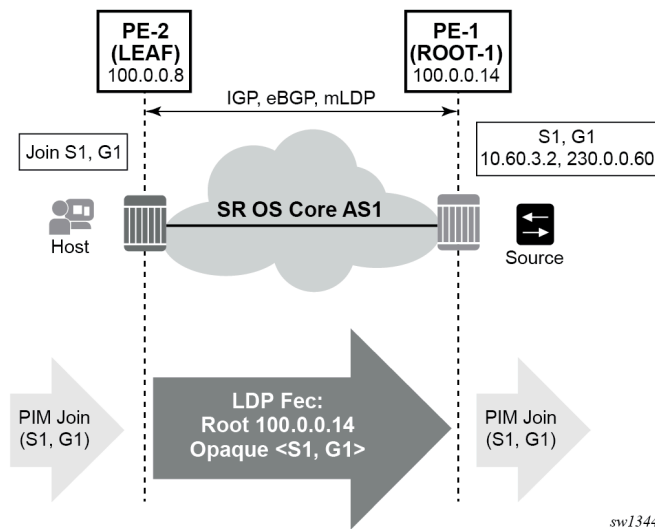 PE-2
(LEAF)
100.0.0.8
PE-1
(ROOT-1)
100.0.0.14
IGP, eBGP, mLDP
Join S1, G1
S1, G1
10.60.3.2, 230.0.0.60
SR OS Core AS1
Host
Source
PIM Join
(S1, G1)
LDP Fec:
Root 100.0.0.14
Opaque <S1, G1>
PIM Join
(S1, G1)
sw1344